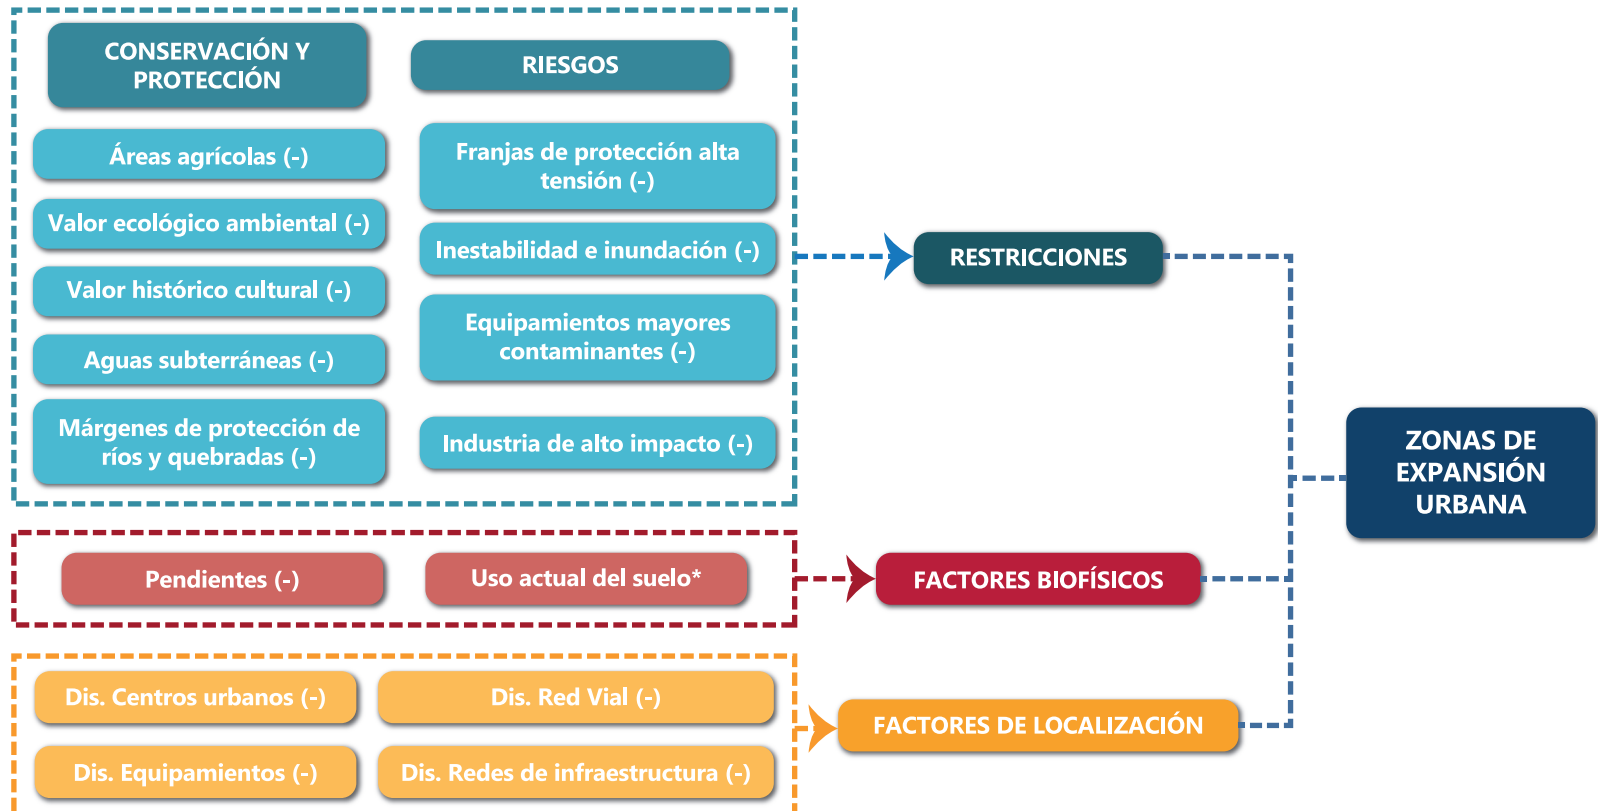 CONSERVACIÓN Y
PROTECCIÓN
Áreas agrícolas (-)
Valor ecológico ambiental (-)
Valor histórico cultural (-)
Aguas subterráneas (-)
Márgenes de protección de
ríos y quebradas (-)
RIESGOS
Franjas de protección alta
tensión (-)
Inestabilidad e inundación (-)
Equipamientos mayores
contaminantes (-)
Industria de alto impacto (-)
RESTRICCIONES
Pendientes (-)
Uso actual del suelo*
FACTORES BIOFÍSICOS
Dis. Centros urbanos (-)
Dis. Red Vial (-)
Dis. Equipamientos (-)
Dis. Redes de infraestructura (-)
FACTORES DE LOCALIZACIÓN
ZONAS DE
EXPANSIÓN
URBANA